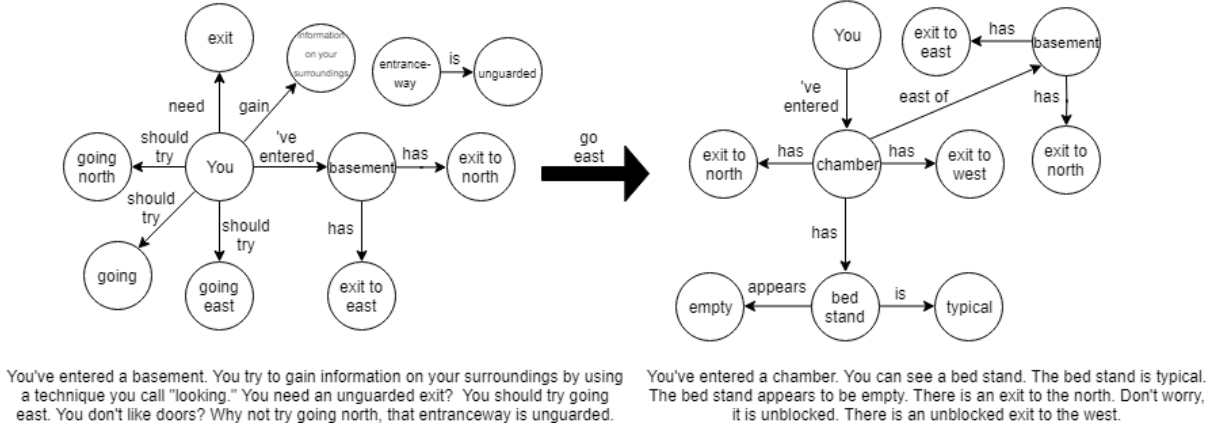 exit
information
on your
surroundings
entrance-
way
is
unguarded
need
gain
should
try
going
north
You
've
entered
basement
has
exit to
north
should
try
going
should
try
going
east
has
exit to
east
go
east
You
exit to
east
has
basement
've
entered
east of
has
exit to
north
has
chamber
has
exit to
west
exit to
north
has
empty
appears
bed
stand
is
typical
You've entered a basement. You try to gain information on your surroundings by using
a technique you call "looking." You need an unguarded exit?  You should try going
east. You don't like doors? Why not try going north, that entranceway is unguarded.
You've entered a chamber. You can see a bed stand. The bed stand is typical.
The bed stand appears to be empty. There is an exit to the north. Don't worry,
it is unblocked. There is an unblocked exit to the west.